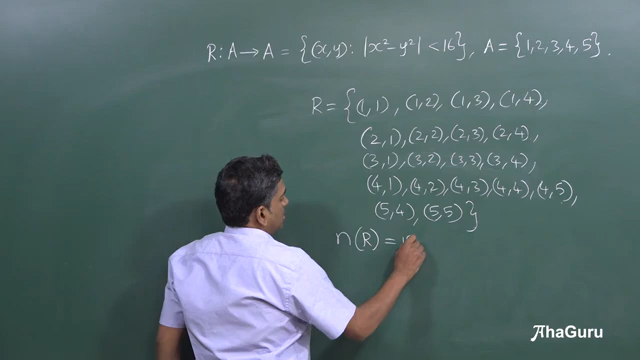 R: A → A = {(x,y) : |x² - y²| < 16}, A = {1,2,3,4,5}.
R = {(1,1), (1,2), (1,3), (1,4),
(2,1), (2,2), (2,3), (2,4),
(3,1), (3,2), (3,3), (3,4),
(4,1), (4,2), (4,3), (4,4), (4,5),
(5,4), (5,5)}
n(R) =
AhaGuru